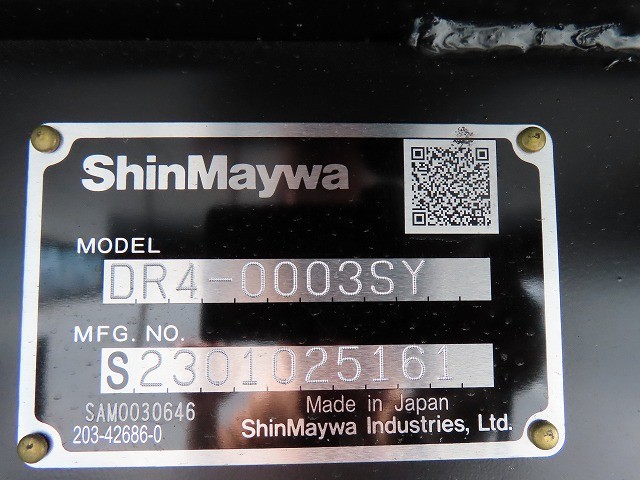 ShinMaywa
MODEL
DR4-0003SY
MFG. NO.
S2301025161
SAM0030646
203-42686-0
Made in Japan
ShinMaywa Industries, Ltd.